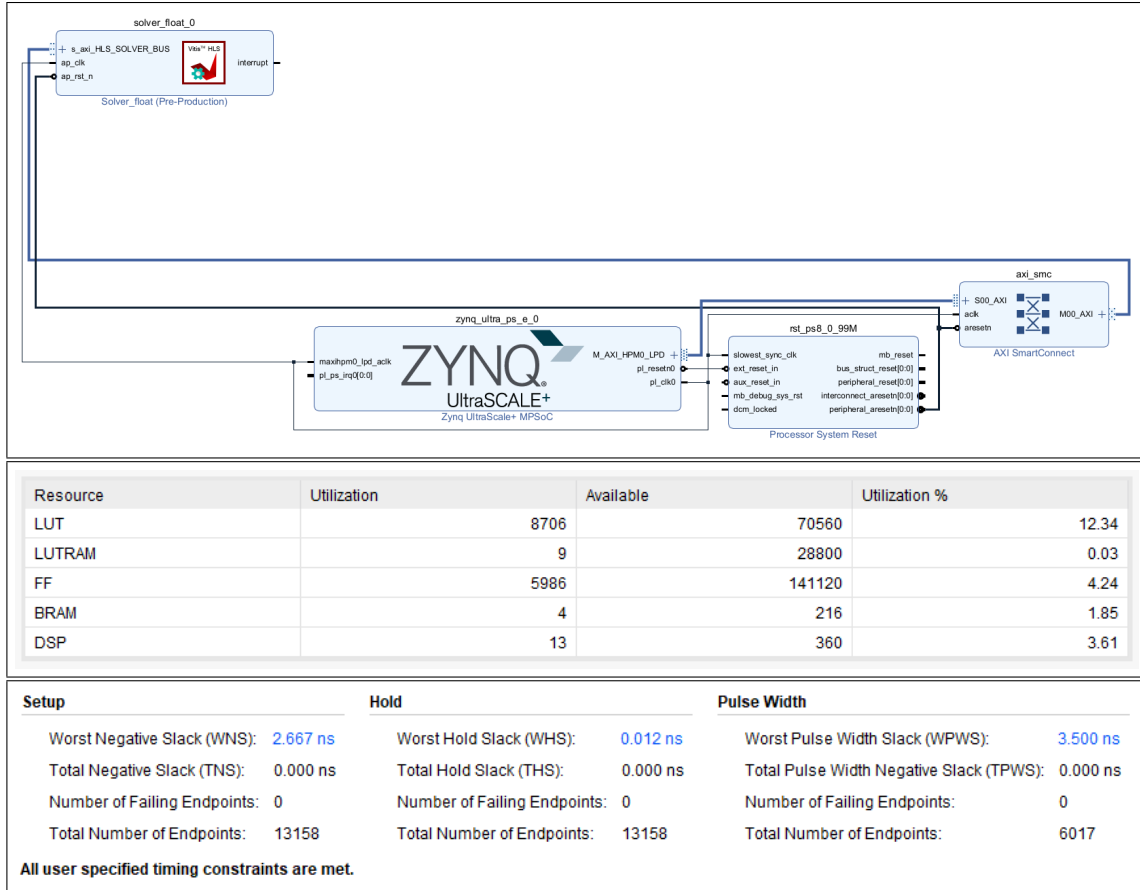 solver_float_0
s_axi_HLS_SOLVER_BUS
ap_clk
ap_rst_n
Vitis™ HLS
interrupt
Solver_float (Pre-Production)
axi_smc
S00_AXI
aclk
aresetn
M00_AXI
AXI SmartConnect
zynq_ultra_ps_e_0
maxihpm0_lpd_aclk
pl_ps_irq0[0:0]
ZYNQ.
UltraSCALE+
M_AXI_HPM0_LPD
pl_resetn0
pl_clk0
Zynq UltraScale+ MPSoC
rst_ps8_0_99M
slowest_sync_clk
ext_reset_in
aux_reset_in
mb_debug_sys_rst
dcm_locked
mb_reset
bus_struct_reset[0:0]
peripheral_reset[0:0]
interconnect_aresetn[0:0]
peripheral_aresetn[0:0]
Processor System Reset
Resource Utilization Available Utilization %
LUT 8706 70560 12.34
LUTRAM 9 28800 0.03
FF 5986 141120 4.24
BRAM 4 216 1.85
DSP 13 360 3.61
Setup Hold Pulse Width
Worst Negative Slack (WNS): 2.667 ns Worst Hold Slack (WHS): 0.012 ns Worst Pulse Width Slack (WPWS): 3.500 ns
Total Negative Slack (TNS): 0.000 ns Total Hold Slack (THS): 0.000 ns Total Pulse Width Negative Slack (TPWS): 0.000 ns
Number of Failing Endpoints: 0 Number of Failing Endpoints: 0 Number of Failing Endpoints: 0
Total Number of Endpoints: 13158 Total Number of Endpoints: 13158 Total Number of Endpoints: 6017
All user specified timing constraints are met.